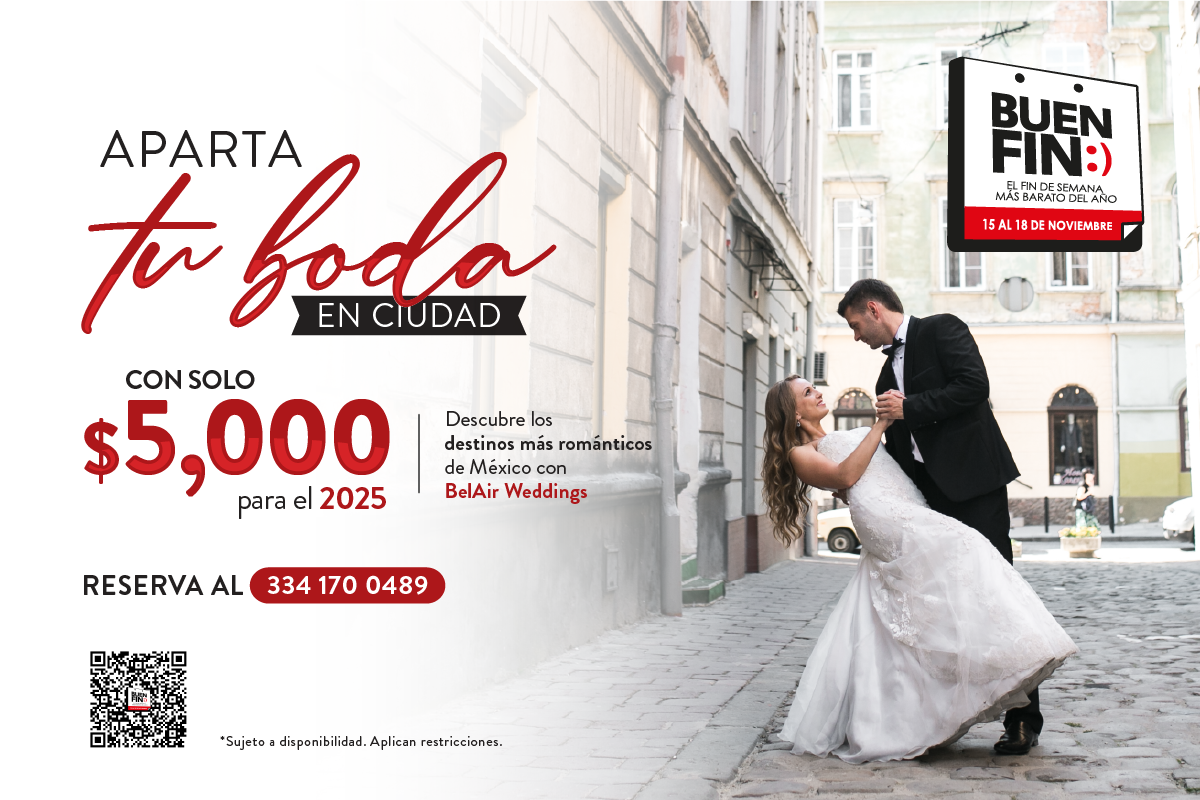 APARTA
tu boda
EN CIUDAD
CON SOLO
$5,000
para el 2025
Descubre los
destinos más románticos
de México con
BelAir Weddings
RESERVA AL 334 170 0489
BUEN
FIN
*Sujeto a disponibilidad. Aplican restricciones.
BUEN
FIN:)
EL FIN DE SEMANA
MÁS BARATO DEL AÑO
15 AL 18 DE NOVIEMBRE